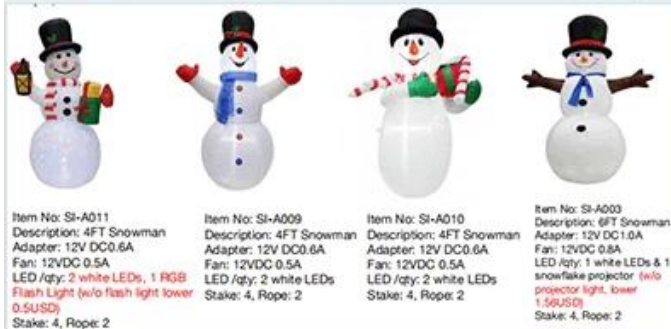 Item No: SI-A011
Description: 4FT Snowman
Adapter: 12V DC0.6A
Fan: 12VDC 0.5A
LED /qty: 2 white LEDs, 1 RGB
Flash Light (w/o flash light lower
0.5USD)
Stake: 4, Rope: 2
Item No: SI-A009
Description: 4FT Snowman
Adapter: 12V DC0.6A
Fan: 12VDC 0.5A
LED /qty: 2 white LEDs
Stake: 4, Rope: 2
Item No: SI-A010
Description: 4FT Snowman
Adapter: 12V DC0.6A
Fan: 12VDC 0.5A
LED /qty: 2 white LEDs
Stake: 4, Rope: 2
Item No: SI-A003
Description: 6FT Snowman
Adapter: 12V DC1.0A
Fan: 12VDC 0.8A
LED /qty: 1 white LEDs & 1
snowflake projector (w/o
projector light, lower
1.56USD)
Stake: 4, Rope: 2